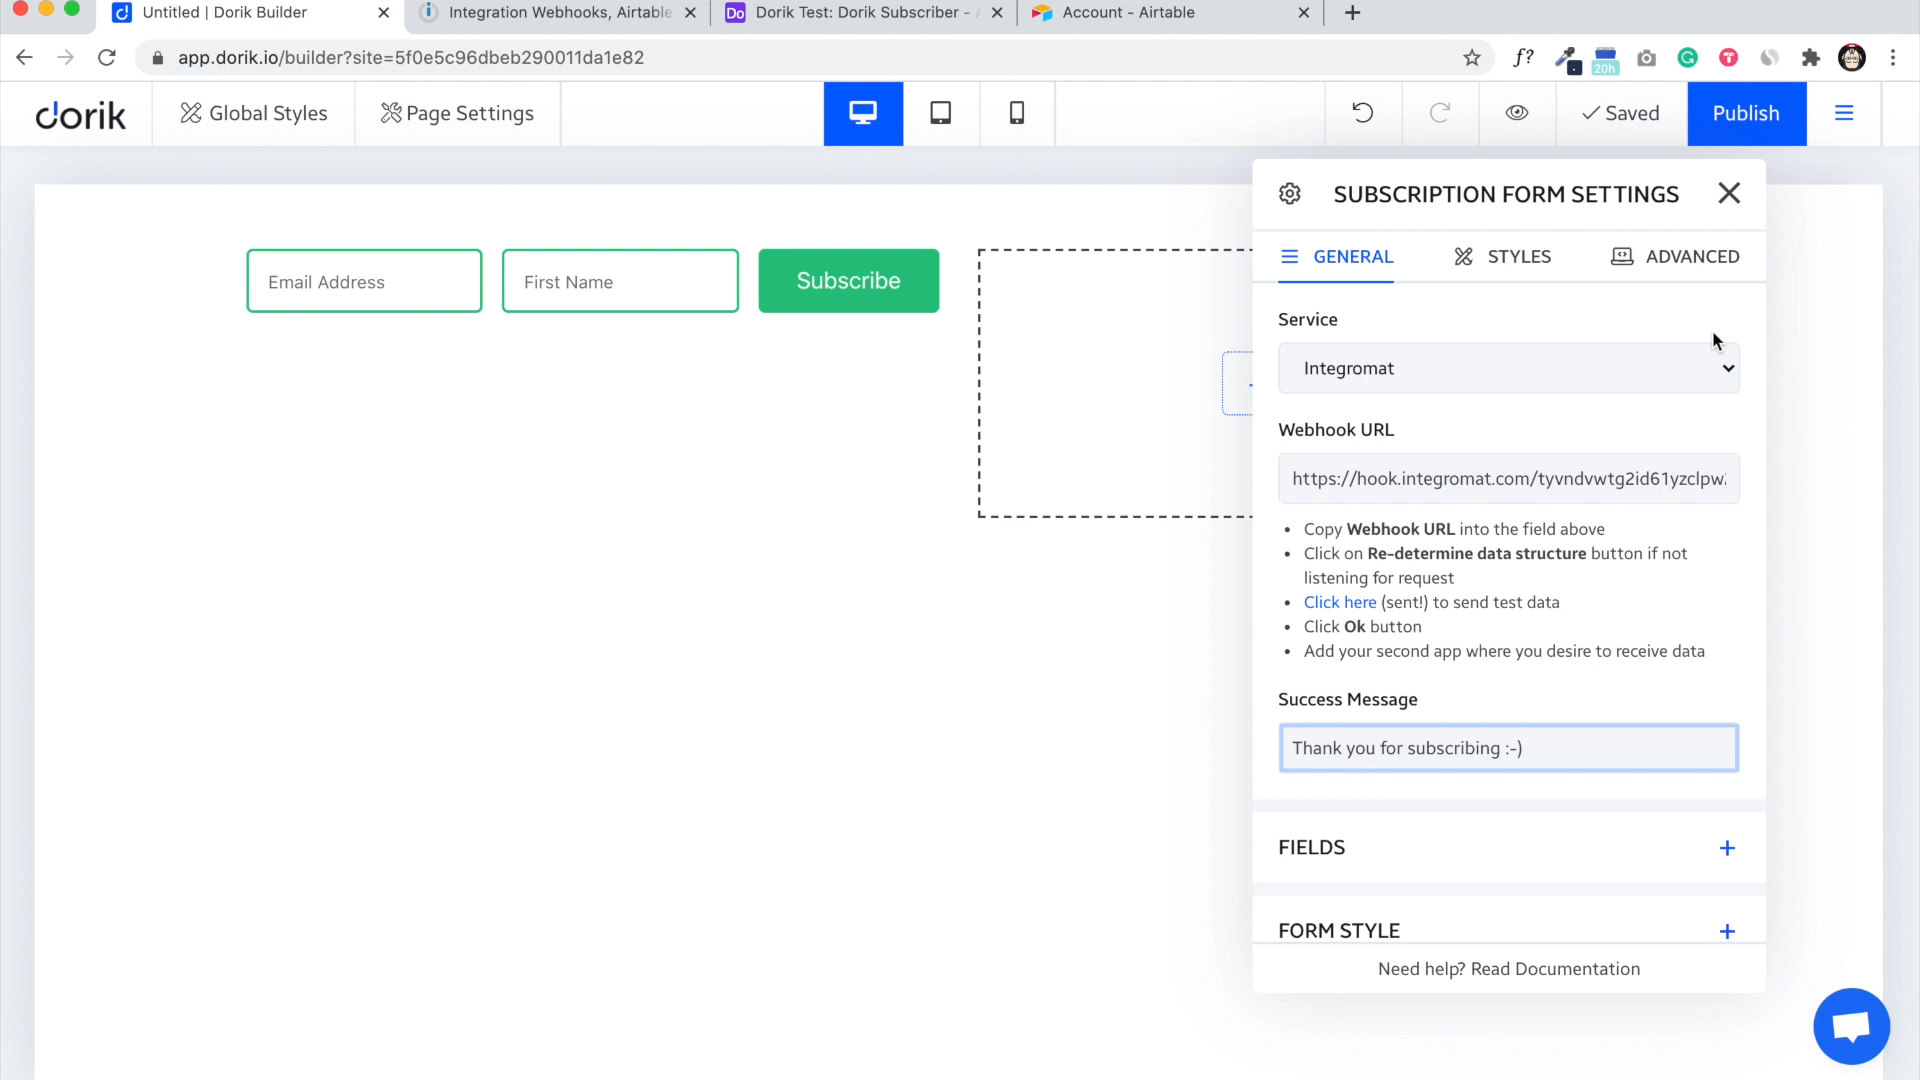 Untitled | Dorik Builder
Integration Webhooks, Airtable
Do Dorik Test: Dorik Subscriber -
Account - Airtable
app.dorik.io/builder?site=5f0e5c96dbeb290011da1e82
f?
20h
dorik
Global Styles
Page Settings
Saved
Publish
SUBSCRIPTION FORM SETTINGS
GENERAL
STYLES
ADVANCED
Email Address
First Name
Subscribe
Service
Integromat
Webhook URL
https://hook.integromat.com/tyvndvwtg2id61yzclpw
• Copy Webhook URL into the field above
• Click on Re-determine data structure button if not
listening for request
• Click here (sent!) to send test data
• Click Ok button
• Add your second app where you desire to receive data
Success Message
Thank you for subscribing :-)
FIELDS
FORM STYLE
Need help? Read Documentation